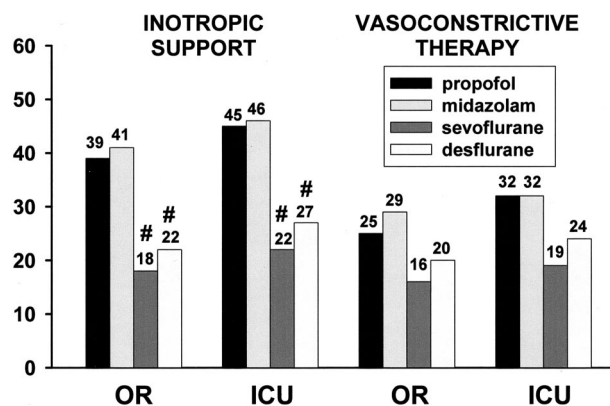 INOTROPIC
SUPPORT
VASOCONSTRICTIVE
THERAPY
propofol
midazolam
sevoflurane
desflurane
60
50
40
30
20
10
0
39
41
#
18
#
22
45
46
#
22
#
27
25
29
16
20
32
32
19
24
OR
ICU
OR
ICU